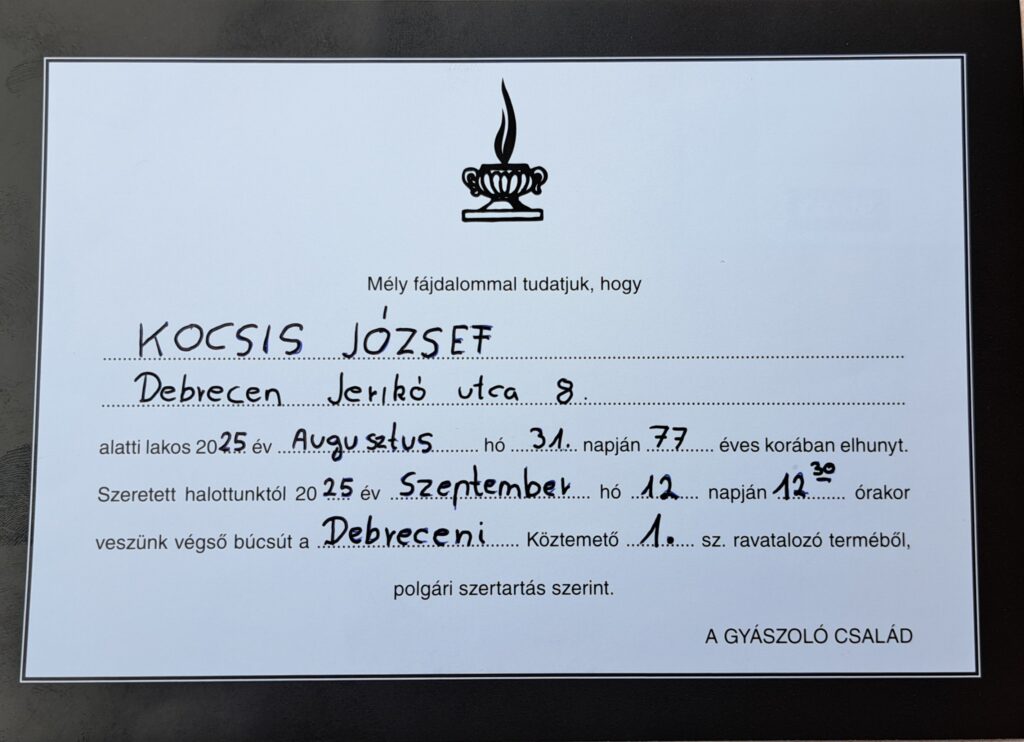 Mély fájdalommal tudatjuk, hogy
KOCSIS JÓZSEF
Debrecen Jerikó utca 8.
alatti lakos 2025 év Augusztus hó 31. napján 77 éves korában elhunyt.
Szeretett halottunktól 2025 év Szeptember hó 12 napján 12 30 órakor
veszünk végső búcsút a Debreceni Köztemető 1. sz. ravatalozó terméből,
polgári szertartás szerint.
A GYÁSZOLÓ CSALÁD